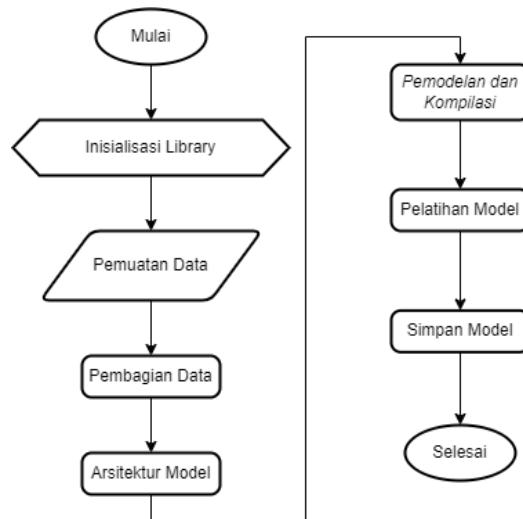 Mulai
Inisialisasi Library
Pemuatan Data
Pembagian Data
Arsitektur Model
Pemodelan dan
Kompilasi
Pelatihan Model
Simpan Model
Selesai